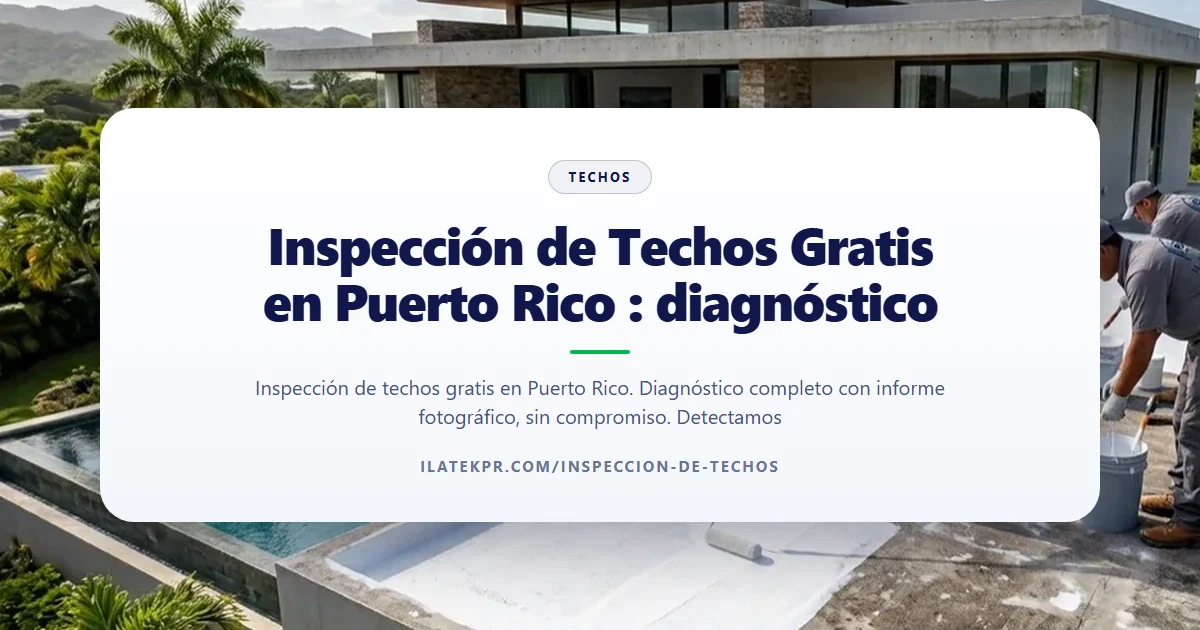 TECHOS
Inspección de Techos Gratis
en Puerto Rico : diagnóstico
Inspección de techos gratis en Puerto Rico. Diagnóstico completo con informe
fotográfico, sin compromiso. Detectamos
ILATEKPR.COM/INSPECCION-DE-TECHOS